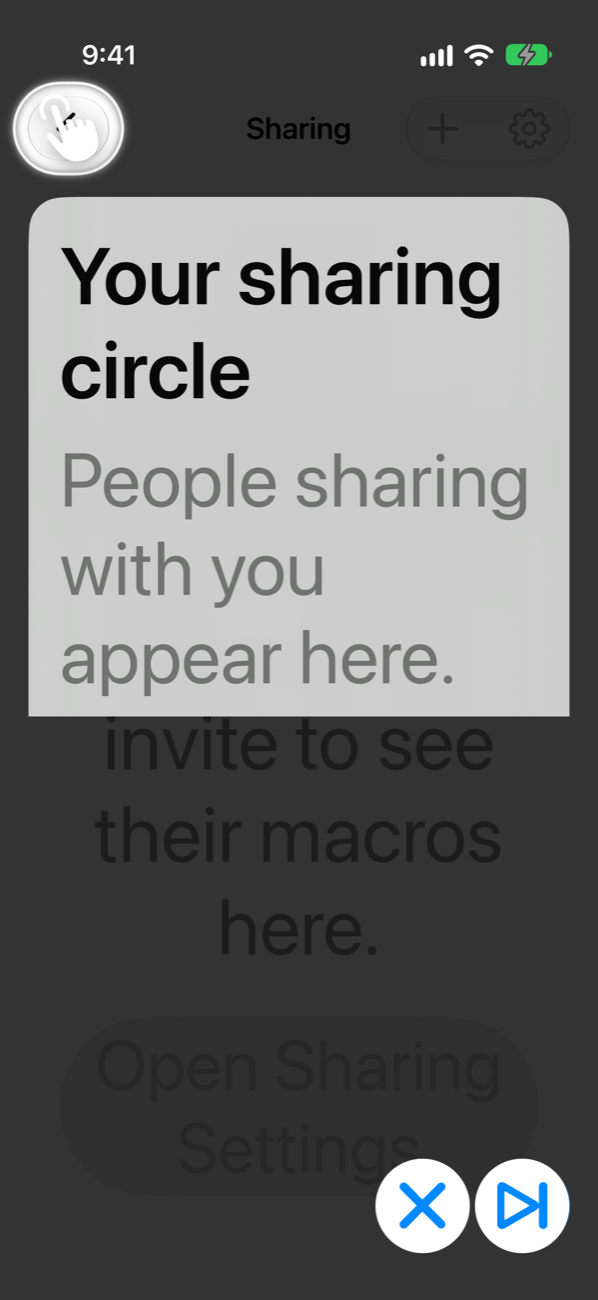 9:41
Sharing
Your sharing
circle
People sharing
with you
appear here.
invite to see
their macros
here.
Open Sharing
Settings